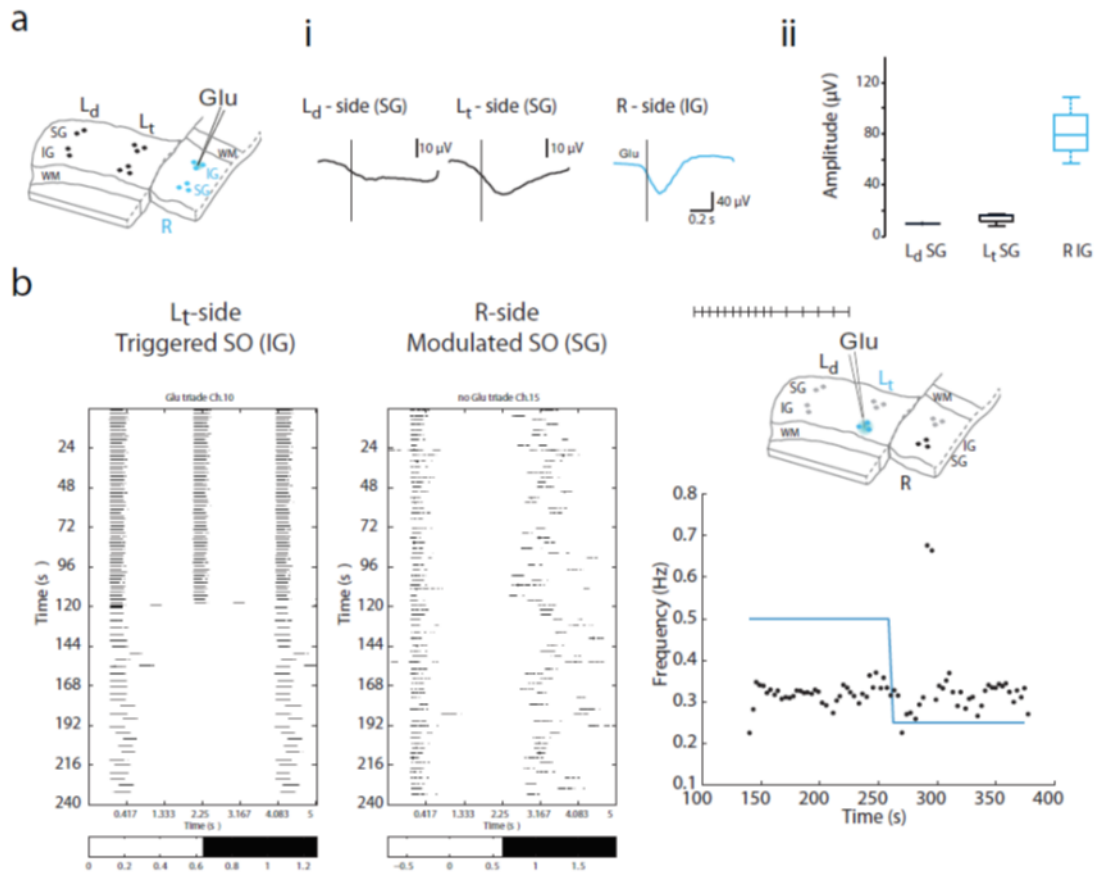 a
i
ii
Glu
Ld
Lt
SG
IG
WM
WM
IG
SG
R
Ld - side (SG)
Lt - side (SG)
R - side (IG)
10 µV
10 µV
Glu
40 µV
0.2 s
Amplitude (µV)
120
80
40
0
Ld SG
Lt SG
R IG
b
Lt-side
Triggered SO (IG)
Glu triade Ch.10
Time (s)
24
48
72
96
120
144
168
192
216
240
0.417 1.333 2.25 3.167 4.083 5
Time (s)
0 0.2 0.4 0.6 0.8 1 1.2
R-side
Modulated SO (SG)
no Glu triade Ch.15
Time (s)
24
48
72
96
120
144
168
192
216
240
0.417 1.333 2.25 3.167 4.083 5
Time (s)
-0.5 0 0.5 1 1.5
Glu
Ld
Lt
SG
IG
WM
WM
IG
SG
R
Frequency (Hz)
0.8
0.7
0.6
0.5
0.4
0.3
0.2
0.1
100 150 200 250 300 350 400
Time (s)